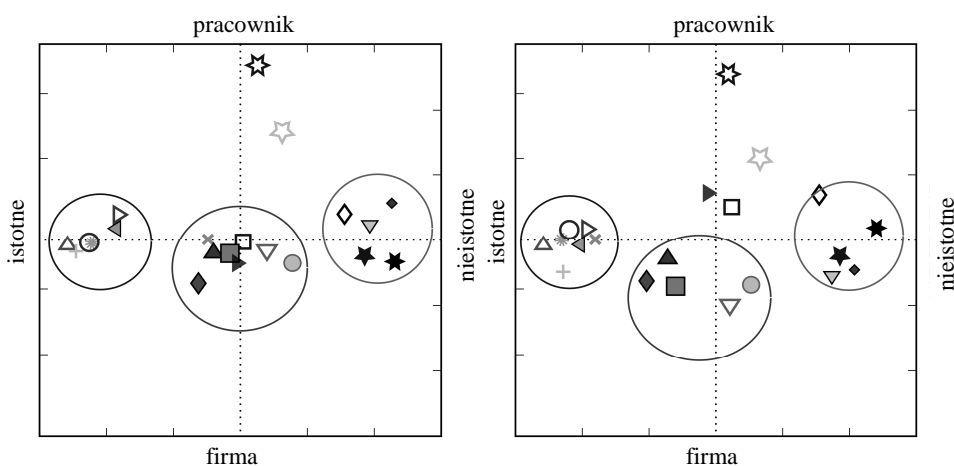 pracownik
istotne
nieistotne
firma
pracownik
istotne
nieistotne
firma